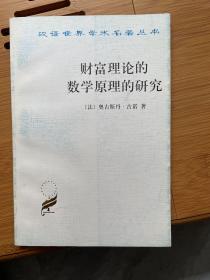 汉译世界学术名著丛书
财富理论的
数学原理的研究
〔法〕奥古斯丹·古诺 著